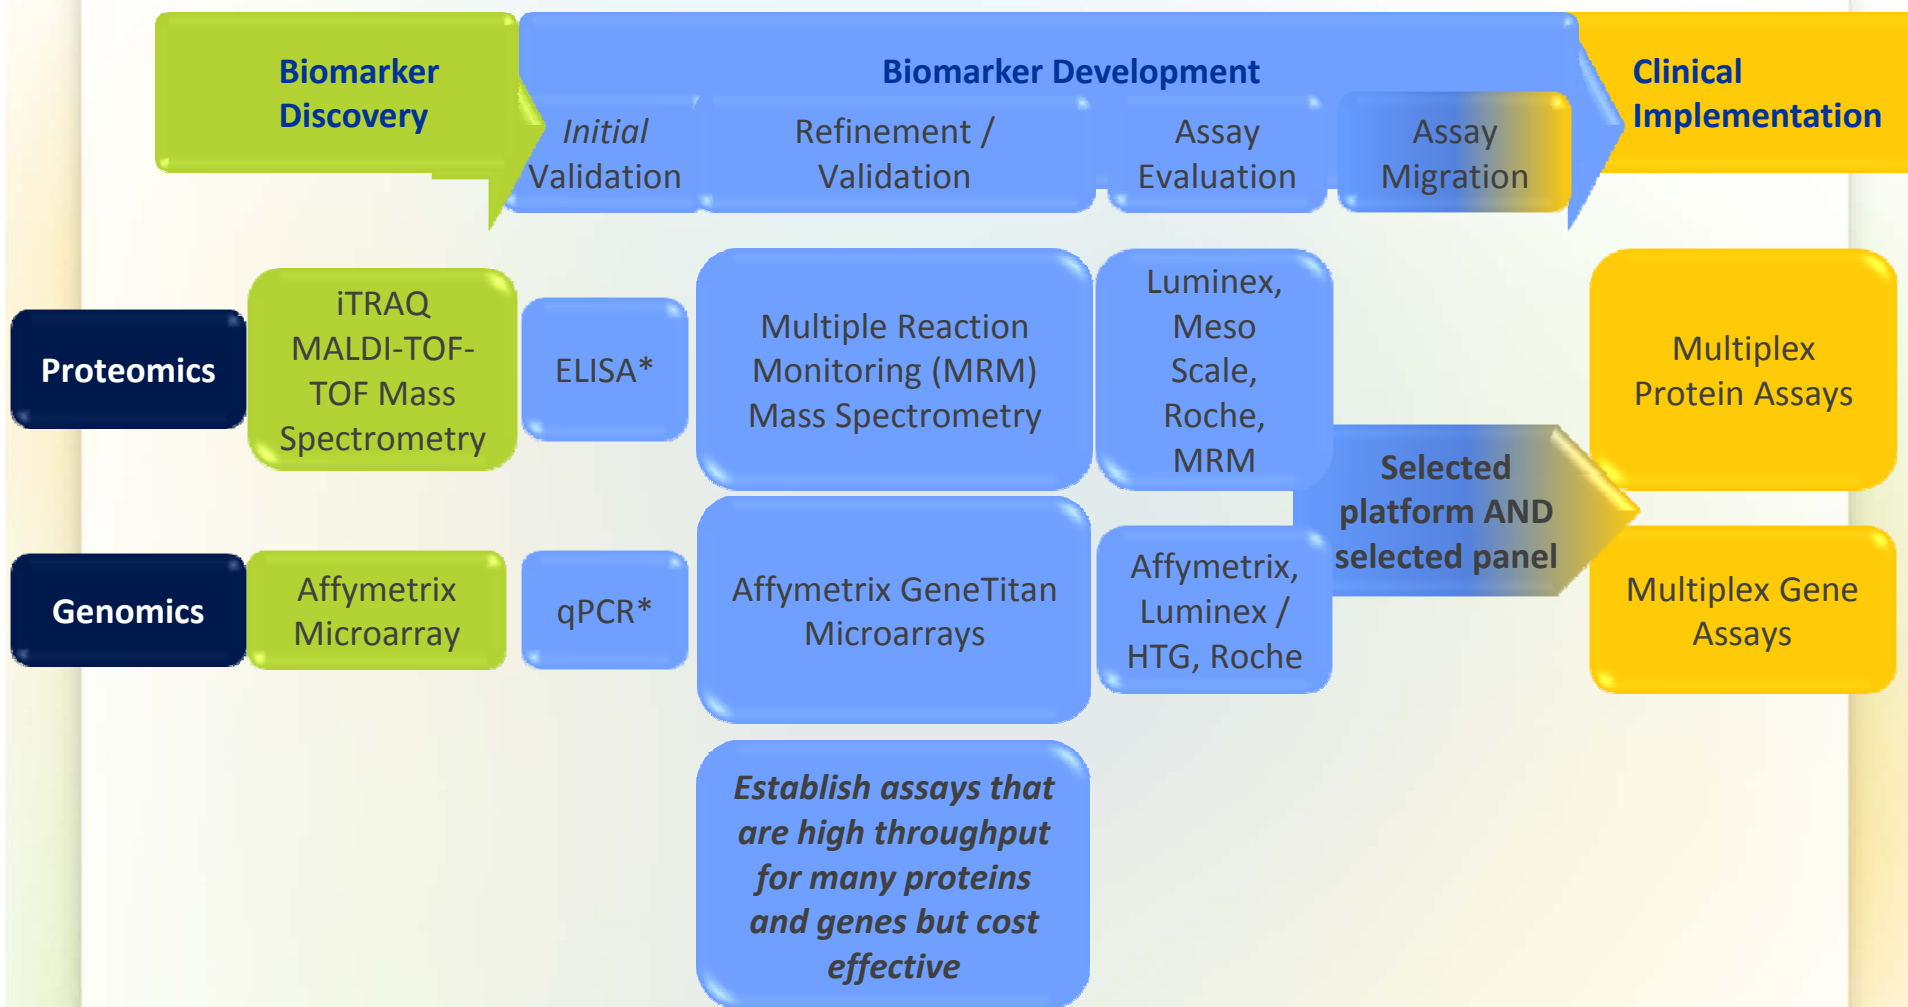 Biomarker
Discovery
Biomarker Development
Clinical
Implementation
Initial
Validation
Refinement /
Validation
Assay
Evaluation
Assay
Migration
Proteomics
iTRAQ
MALDI-TOF-
TOF Mass
Spectrometry
ELISA*
Multiple Reaction
Monitoring (MRM)
Mass Spectrometry
Luminex,
Meso
Scale,
Roche,
MRM
Multiplex
Protein Assays
Selected
platform AND
selected panel
Genomics
Affymetrix
Microarray
qPCR*
Affymetrix GeneTitan
Microarrays
Affymetrix,
Luminex /
HTG, Roche
Multiplex Gene
Assays
Establish assays that
are high throughput
for many proteins
and genes but cost
effective